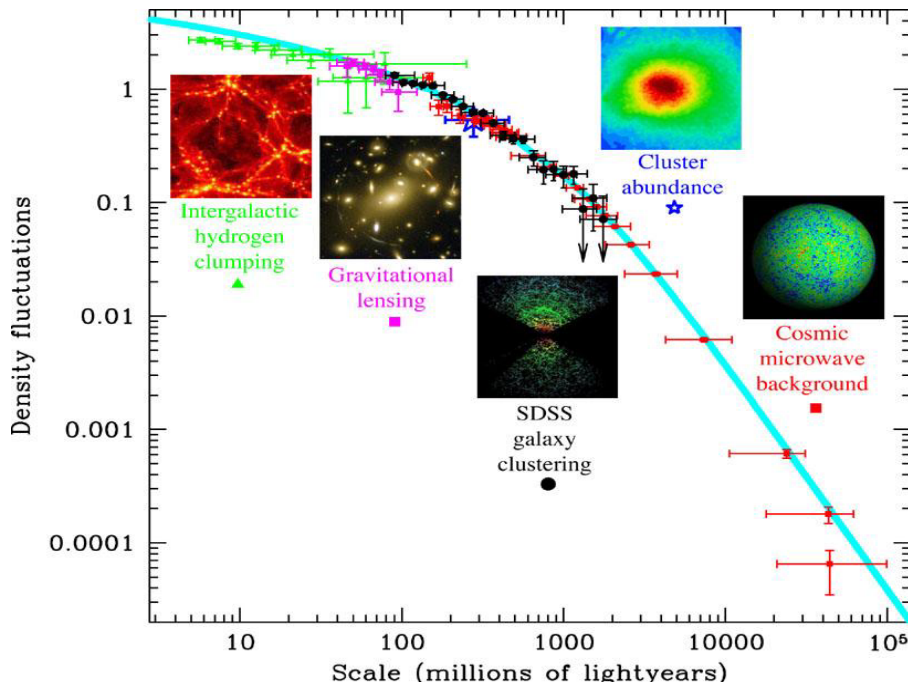 Density fluctuations
1
0.1
0.01
0.001
0.0001
Intergalactic
hydrogen
clumping
Gravitational
lensing
SDSS
galaxy
clustering
Cluster
abundance
Cosmic
microwave
background
10 100 1000 10000 10⁵
Scale (millions of lightyears)